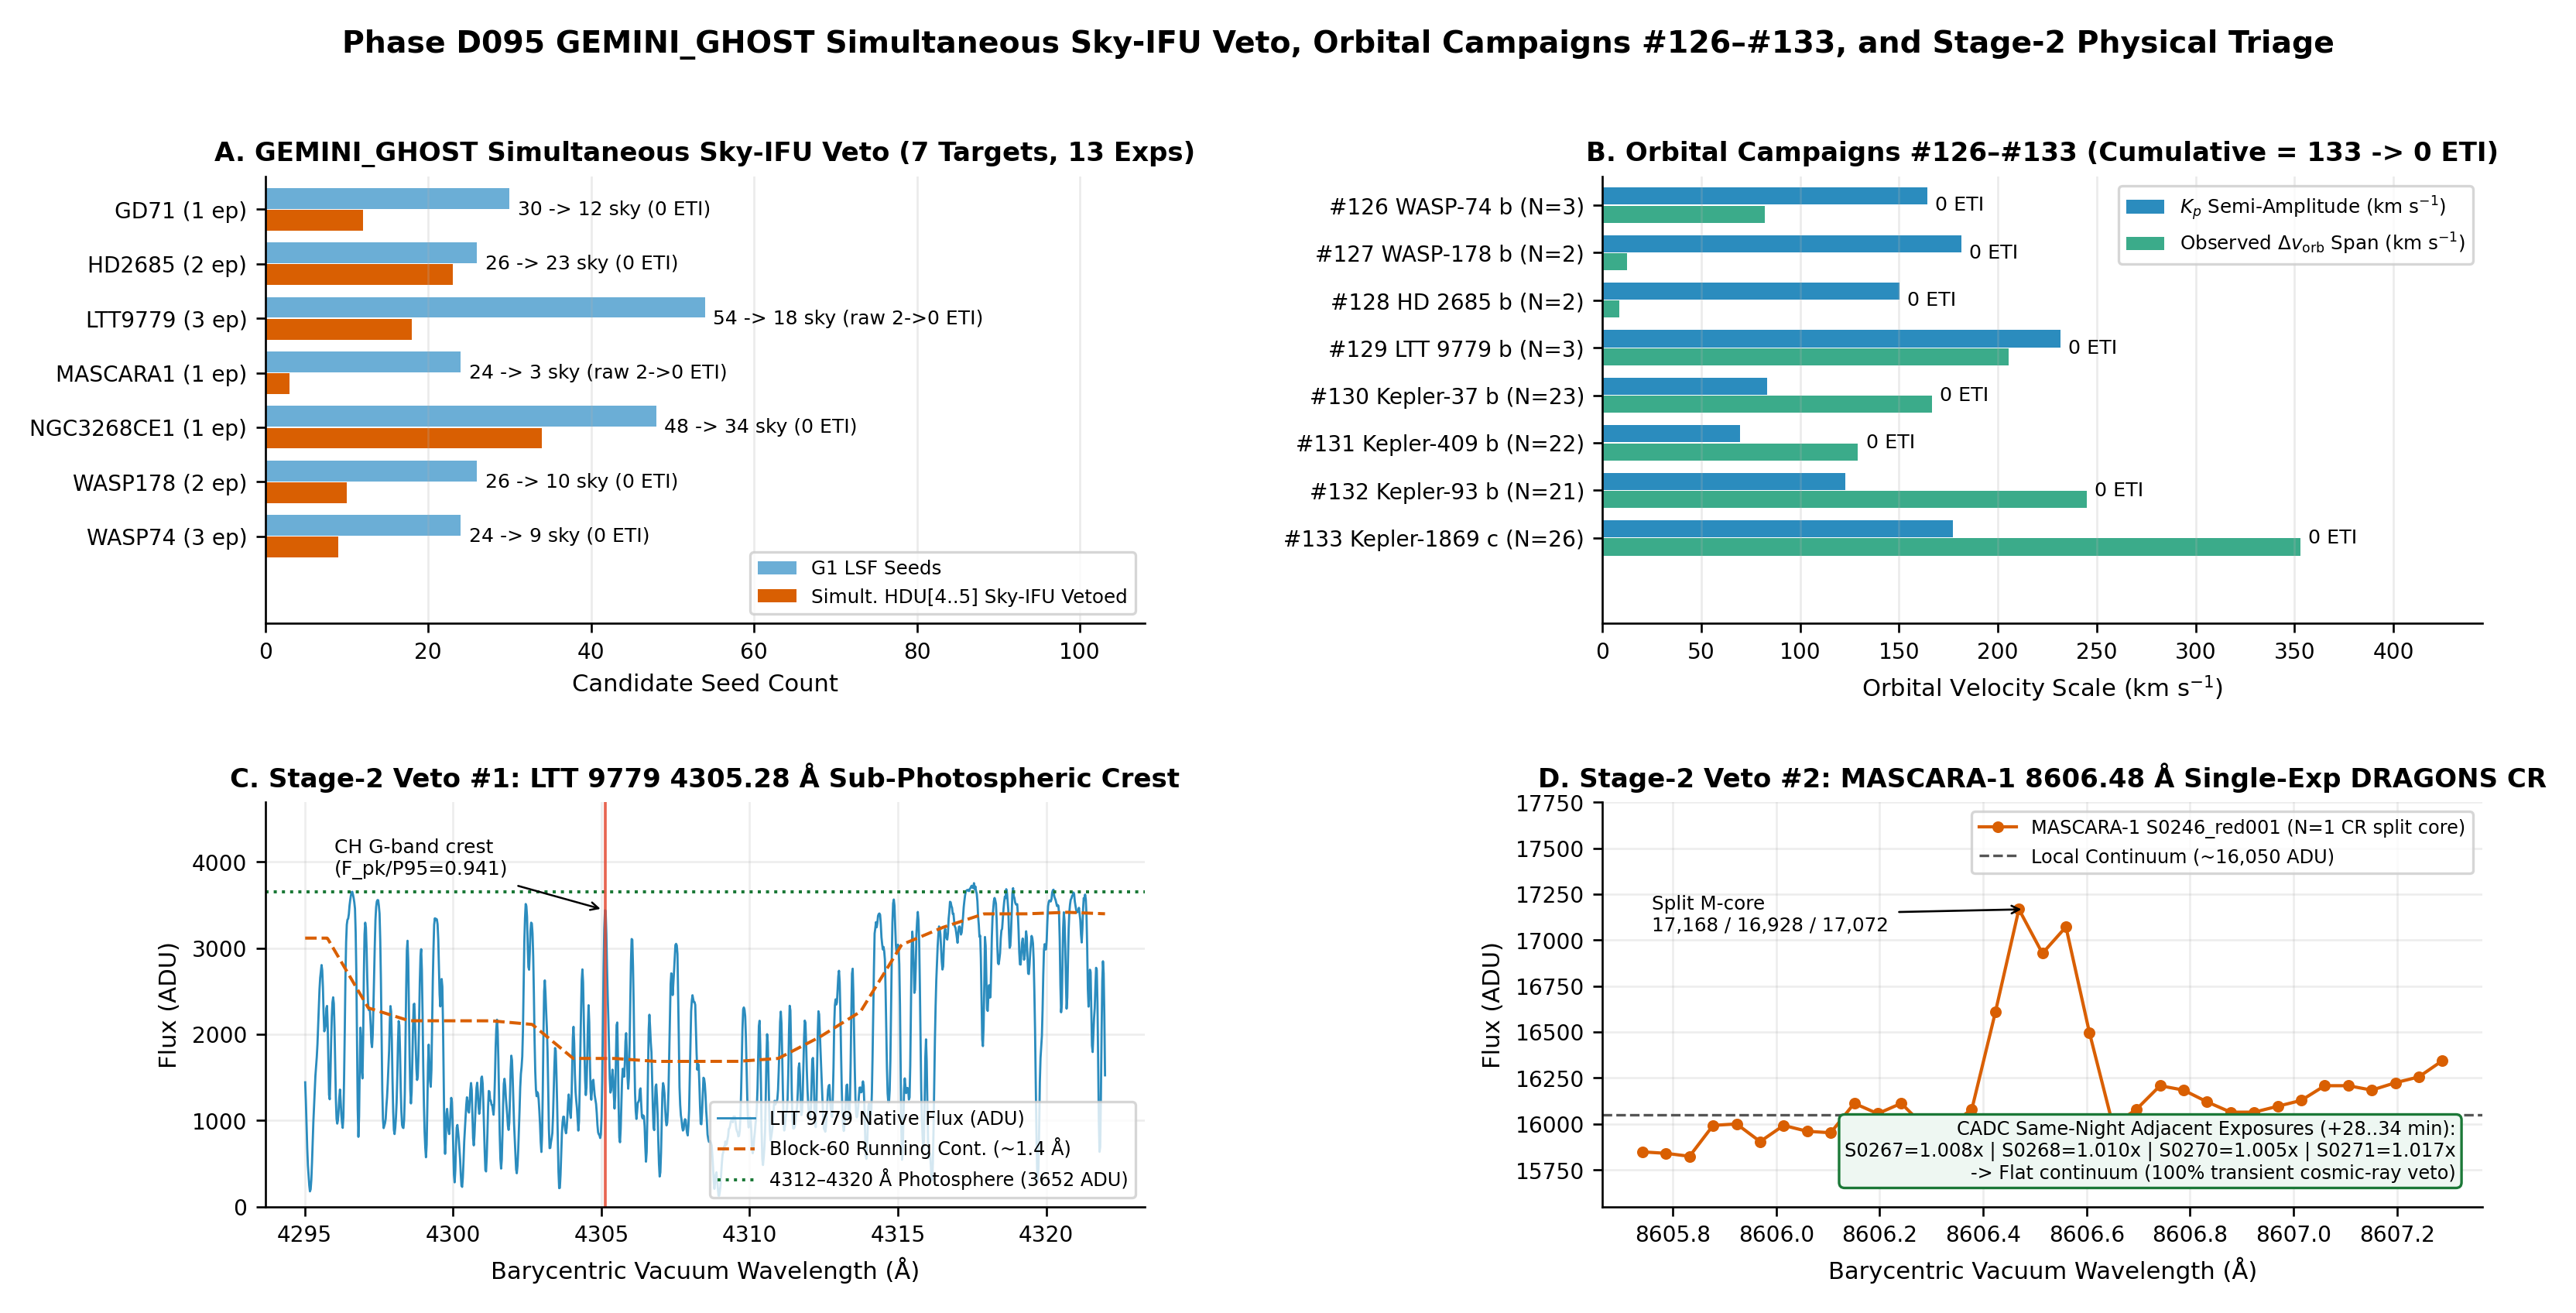 Phase D095 GEMINI_GHOST Simultaneous Sky-IFU Veto, Orbital Campaigns #126–#133, and Stage-2 Physical Triage
A. GEMINI_GHOST Simultaneous Sky-IFU Veto (7 Targets, 13 Exps)
GD71 (1 ep)
30 -> 12 sky (0 ETI)
HD2685 (2 ep)
26 -> 23 sky (0 ETI)
LTT9779 (3 ep)
54 -> 18 sky (raw 2->0 ETI)
MASCARA1 (1 ep)
24 -> 3 sky (raw 2->0 ETI)
NGC3268CE1 (1 ep)
48 -> 34 sky (0 ETI)
WASP178 (2 ep)
26 -> 10 sky (0 ETI)
WASP74 (3 ep)
24 -> 9 sky (0 ETI)
G1 LSF Seeds
Simult. HDU[4..5] Sky-IFU Vetoed
0 20 40 60 80 100
Candidate Seed Count
B. Orbital Campaigns #126–#133 (Cumulative = 133 -> 0 ETI)
#126 WASP-74 b (N=3)
0 ETI
#127 WASP-178 b (N=2)
0 ETI
#128 HD 2685 b (N=2)
0 ETI
#129 LTT 9779 b (N=3)
0 ETI
#130 Kepler-37 b (N=23)
0 ETI
#131 Kepler-409 b (N=22)
0 ETI
#132 Kepler-93 b (N=21)
0 ETI
#133 Kepler-1869 c (N=26)
0 ETI
K_p Semi-Amplitude (km s⁻¹)
Observed Δv_orb Span (km s⁻¹)
0 50 100 150 200 250 300 350 400
Orbital Velocity Scale (km s⁻¹)
C. Stage-2 Veto #1: LTT 9779 4305.28 Å Sub-Photospheric Crest
CH G-band crest
(F_pk/P95=0.941)
4000
3000
2000
1000
0
Flux (ADU)
LTT 9779 Native Flux (ADU)
Block-60 Running Cont. (~1.4 Å)
4312–4320 Å Photosphere (3652 ADU)
4295 4300 4305 4310 4315 4320
Barycentric Vacuum Wavelength (Å)
D. Stage-2 Veto #2: MASCARA-1 8606.48 Å Single-Exp DRAGONS CR
17750
17500
17250
17000
16750
16500
16250
16000
15750
Flux (ADU)
MASCARA-1 S0246_red001 (N=1 CR split core)
Local Continuum (~16,050 ADU)
Split M-core
17,168 / 16,928 / 17,072
CADC Same-Night Adjacent Exposures (+28..34 min):
S0267=1.008x | S0268=1.010x | S0270=1.005x | S0271=1.017x
-> Flat continuum (100% transient cosmic-ray veto)
8605.8 8606.0 8606.2 8606.4 8606.6 8606.8 8607.0 8607.2
Barycentric Vacuum Wavelength (Å)